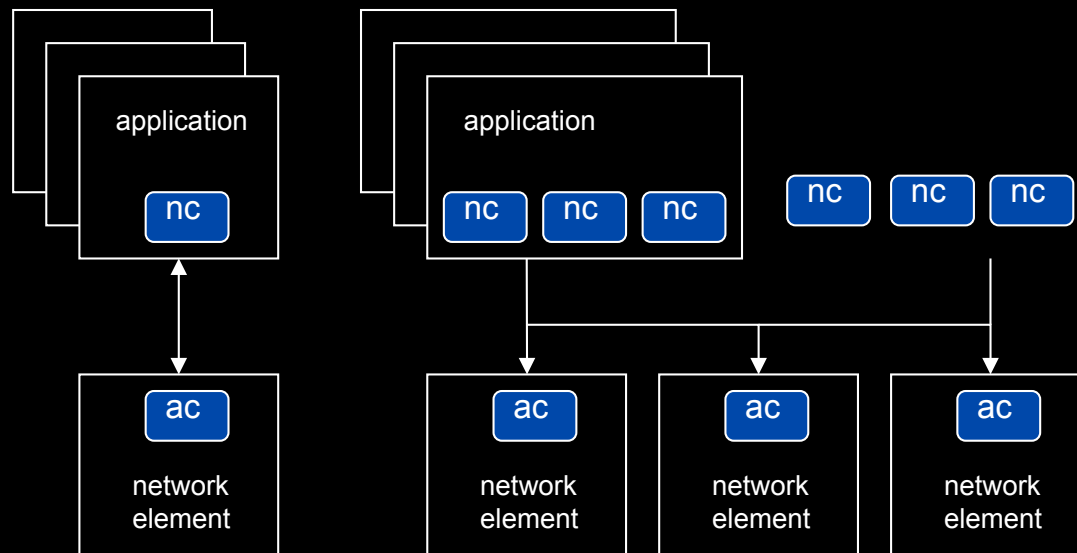 application
nc
application
nc
nc
nc
nc
nc
nc
ac
network
element
ac
network
element
ac
network
element
ac
network
element